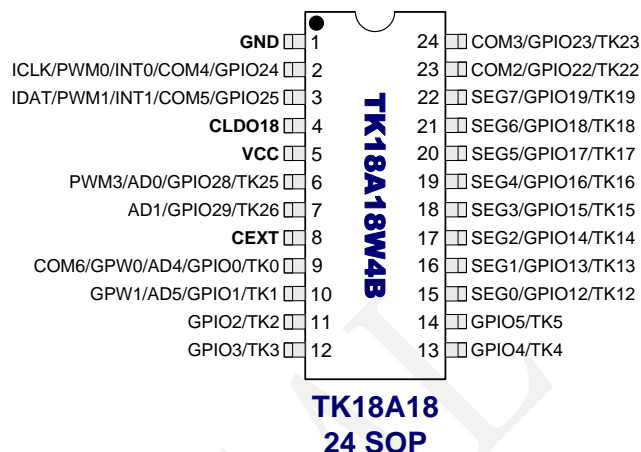 GND 1 24 COM3/GPIO23/TK23
ICLK/PWM0/INT0/COM4/GPIO24 2 23 COM2/GPIO22/TK22
IDAT/PWM1/INT1/COM5/GPIO25 3 22 SEG7/GPIO19/TK19
CLDO18 4 21 SEG6/GPIO18/TK18
VCC 5 20 SEG5/GPIO17/TK17
PWM3/AD0/GPIO28/TK25 6 19 SEG4/GPIO16/TK16
AD1/GPIO29/TK26 7 18 SEG3/GPIO15/TK15
CEXT 8 17 SEG2/GPIO14/TK14
COM6/GPW0/AD4/GPIO0/TK0 9 16 SEG1/GPIO13/TK13
GPW1/AD5/GPIO1/TK1 10 15 SEG0/GPIO12/TK12
GPIO2/TK2 11 14 GPIO5/TK5
GPIO3/TK3 12 13 GPIO4/TK4
TK18A18W4B
TK18A18
24 SOP